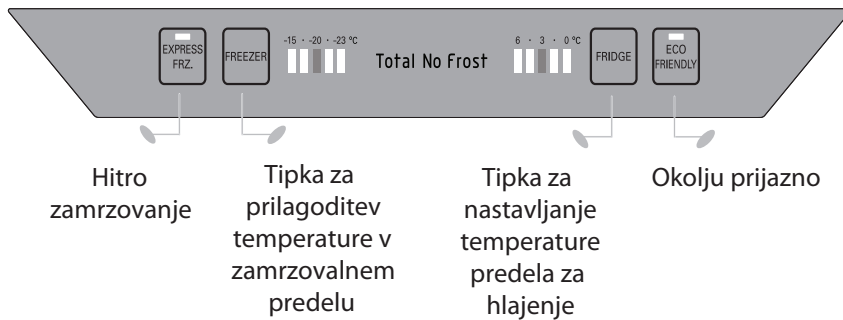 EXPRESS
FRZ.
FREEZER
-15 · -20 · -23 °C
Total No Frost
6 · 3 · 0 °C
FRIDGE
ECO
FRIENDLY
Hitro
zamrzovanje
Tipka za
prilagoditev
temperature v
zamrzovalnem
predelu
Tipka za
nastavljanje
temperature
predela za
hlajenje
Okolju prijazno